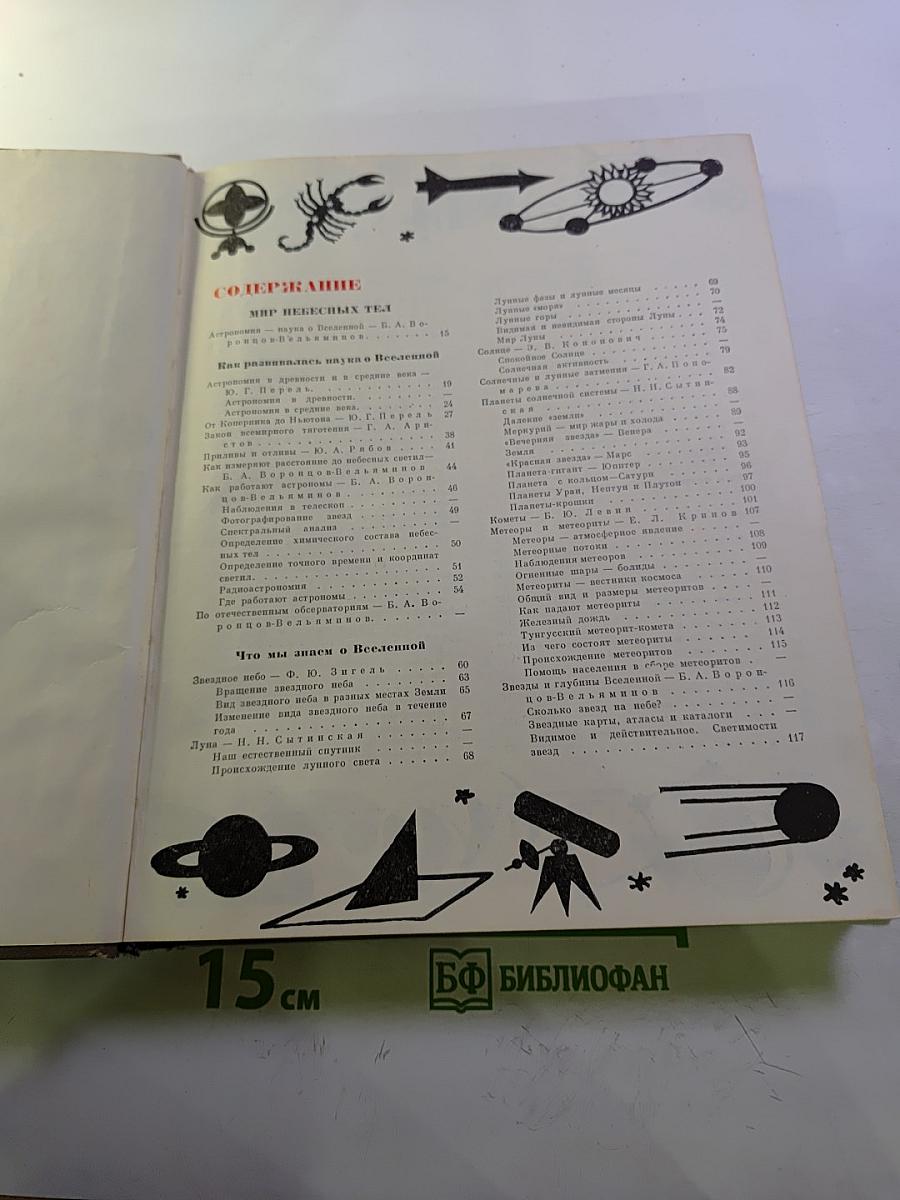 СОДЕРЖАНИЕ
МИР НЕБЕСНЫХ ТЕЛ
Астрономия — наука о Вселенной — Б. А. Во-
ронцов-Вельяминов. . . . . . . 15
Как развивалась наука о Вселенной
Астрономия в древности и в средние века —
Ю. Г. Перель. . . . . . . . . . . 19
Астрономия в древности. . . . . . . . —
Астрономия в средние века. . . . . . . 24
От Коперника до Ньютона — Ю. Г. Перель 27
Закон всемирного тяготения — Г. А. Ари-
стов . . . . . . . . . . . . . . . 38
Приливы и отливы — Ю. А. Рябов . . . . 41
Как измеряют расстояние до небесных светил—
Б. А. Воронцов-Вельяминов . . 44
Как работают астрономы — Б. А. Ворон-
цов-Вельяминов . . . . . . . . . 46
Наблюдения в телескоп . . . . . . . . —
Фотографирование звезд . . . . . . . 49
Спектральный анализ . . . . . . . . —
Определение химического состава небес-
ных тел . . . . . . . . . . . . . . 50
Определение точного времени и координат
светил. . . . . . . . . . . . . . . 51
Радиоастрономия . . . . . . . . . . 52
Где работают астрономы . . . . . . . 54
По отечественным обсерваториям — Б. А. Во-
ронцов-Вельяминов. . . . . . . —
Что мы знаем о Вселенной
Звездное небо — Ф. Ю. Зигель . . . . . 60
Вращение звездного неба . . . . . . . 63
Вид звездного неба в разных местах Земли 65
Изменение вида звездного неба в течение
года . . . . . . . . . . . . . . . 67
Луна — Н. Н. Сытинская . . . . . . . —
Наш естественный спутник . . . . . . —
Происхождение лунного света . . . . . . 68
Лунные фазы и лунные месяцы . . . . . . 69
Лунные «моря» . . . . . . . . . . . 70
Лунные горы . . . . . . . . . . . . —
Видимая и невидимая стороны Луны . . . 72
Мир Луны . . . . . . . . . . . . . 74
Солнце — Э. В. Кононович . . . . . . 75
Спокойное Солнце . . . . . . . . . . —
Солнечная активность . . . . . . . . 79
Солнечные и лунные затмения — Г. А. Поно-
марева . . . . . . . . . . . . . . 82
Планеты солнечной системы — Н. Н. Сытин-
ская . . . . . . . . . . . . . . . 88
Далекие «земли» . . . . . . . . . . —
Меркурий — мир жары и холода . . . . . 89
«Вечерняя звезда» — Венера . . . . . —
Земля . . . . . . . . . . . . . . 92
«Красная звезда» — Марс . . . . . . . 93
Планета-гигант — Юпитер . . . . . . . 95
Планета с кольцом—Сатурн . . . . . . 96
Планеты Уран, Нептун и Плутон . . . . 97
Планеты-крошки . . . . . . . . . . . 100
Кометы — Б. Ю. Левин . . . . . . . . 101
Метеоры и метеориты — Е. Л. Кринов 107
Метеоры — атмосферное явление . . . . —
Метеорные потоки . . . . . . . . . . 108
Наблюдения метеоров . . . . . . . . 109
Огненные шары — болиды . . . . . . . —
Метеориты — вестники космоса . . . . . 110
Общий вид и размеры метеоритов . . . . —
Как падают метеориты . . . . . . . . 111
Железный дождь . . . . . . . . . . 112
Тунгусский метеорит-комета . . . . . . 113
Из чего состоят метеориты . . . . . . 114
Происхождение метеоритов . . . . . . 115
Помощь населения в сборе метеоритов . —
Звезды и глубины Вселенной — Б. А. Ворон-
цов-Вельяминов . . . . . . . . . 116
Сколько звезд на небе? . . . . . . . . —
Звездные карты, атласы и каталоги . . . —
Видимое и действительное. Светимости
звезд . . . . . . . . . . . . . . . 117
15 см
БФ БИБЛИОФАН